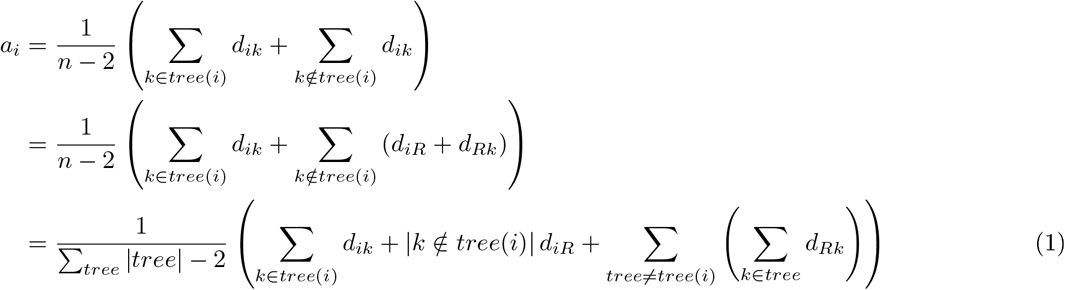 a_i = \frac{1}{n-2} \left( \sum_{k \in tree(i)} d_{ik} + \sum_{k \notin tree(i)} d_{ik} \right)
= \frac{1}{n-2} \left( \sum_{k \in tree(i)} d_{ik} + \sum_{k \notin tree(i)} (d_{iR} + d_{Rk}) \right)
= \frac{1}{\sum_{tree} |tree| - 2} \left( \sum_{k \in tree(i)} d_{ik} + |k \notin tree(i)| \, d_{iR} + \sum_{tree \neq tree(i)} \left( \sum_{k \in tree} d_{Rk} \right) \right) (1)